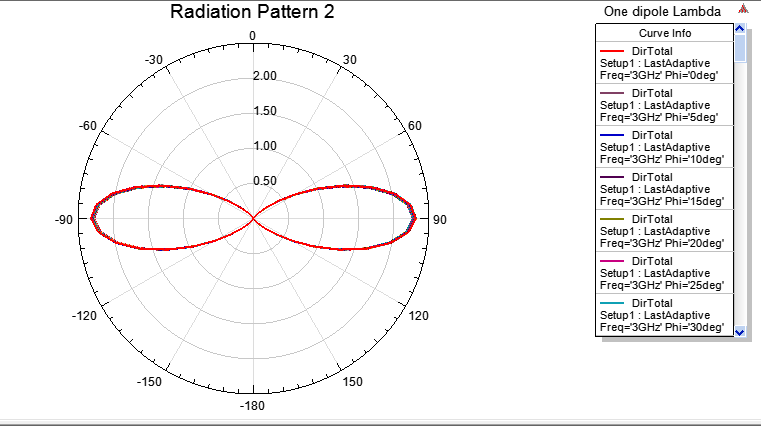 Radiation Pattern 2
One dipole Lambda
0
-30
30
-60
60
-90
90
-120
120
-150
150
-180
2.00
1.50
1.00
0.50
Curve Info
DirTotal
Setup1 : LastAdaptive
Freq='3GHz' Phi='0deg'
DirTotal
Setup1 : LastAdaptive
Freq='3GHz' Phi='5deg'
DirTotal
Setup1 : LastAdaptive
Freq='3GHz' Phi='10deg'
DirTotal
Setup1 : LastAdaptive
Freq='3GHz' Phi='15deg'
DirTotal
Setup1 : LastAdaptive
Freq='3GHz' Phi='20deg'
DirTotal
Setup1 : LastAdaptive
Freq='3GHz' Phi='25deg'
DirTotal
Setup1 : LastAdaptive
Freq='3GHz' Phi='30deg'